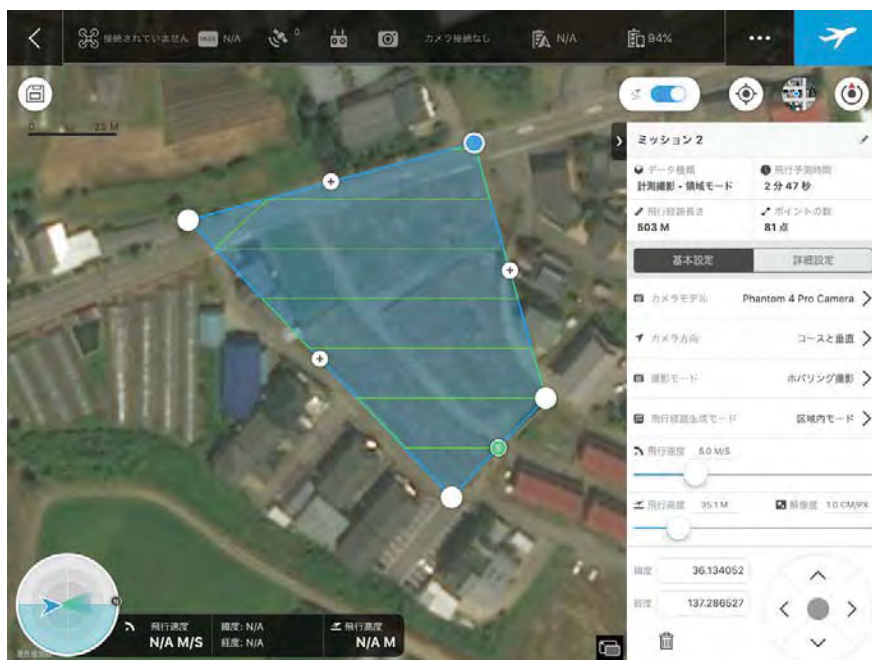 接続されていません N/A 0 カメラ接続なし N/A 94% •••
0 25 M
ミッション 2
データ種類 飛行予測時間
計測撮影 - 領域モード 2 分 47 秒
飛行経路長さ ポイントの数
503 M 81 点
基本設定 詳細設定
カメラモデル Phantom 4 Pro Camera
カメラ方向 コースと垂直
撮影モード ホバリング撮影
飛行経路生成モード 区域内モード
飛行速度 5.0 M/S
飛行高度 35.1 M 解像度 1.0 CM/PX
緯度 36.134052
経度 137.286527
S
N
飛行速度 緯度: N/A 飛行高度
N/A M/S 経度: N/A N/A M